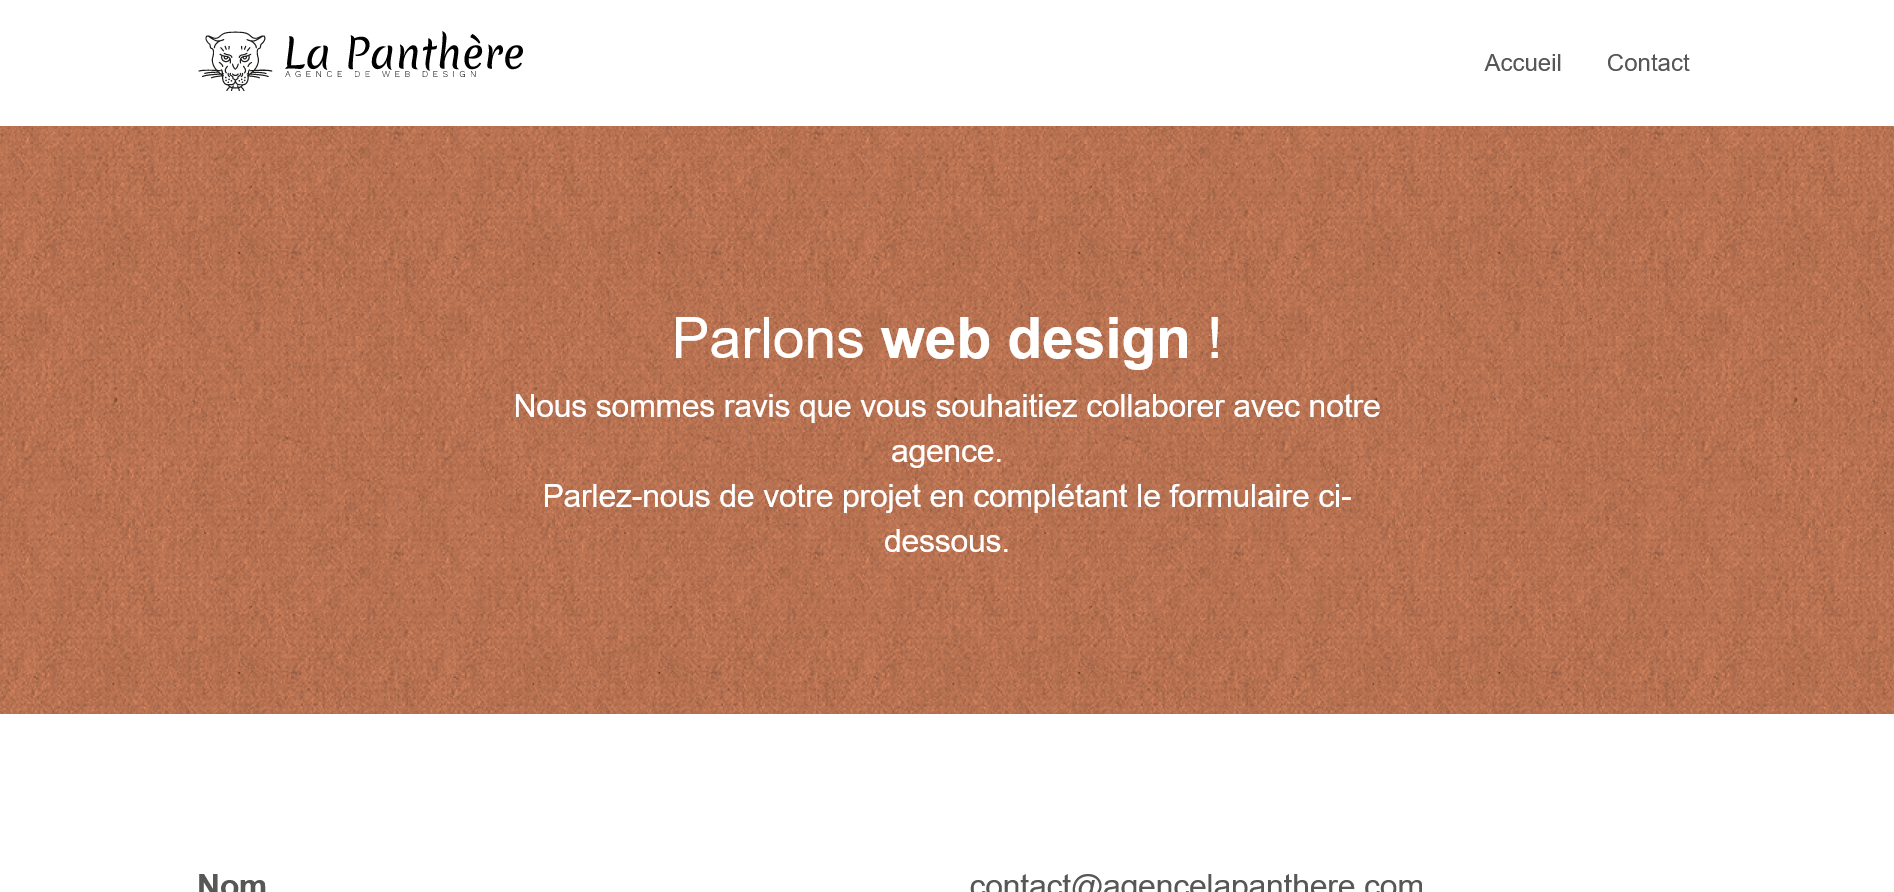 La Panthère
AGENCE DE WEB DESIGN
Accueil
Contact
Parlons web design !
Nous sommes ravis que vous souhaitiez collaborer avec notre
agence.
Parlez-nous de votre projet en complétant le formulaire ci-
dessous.
Nom
contact@agencelapanthere.com